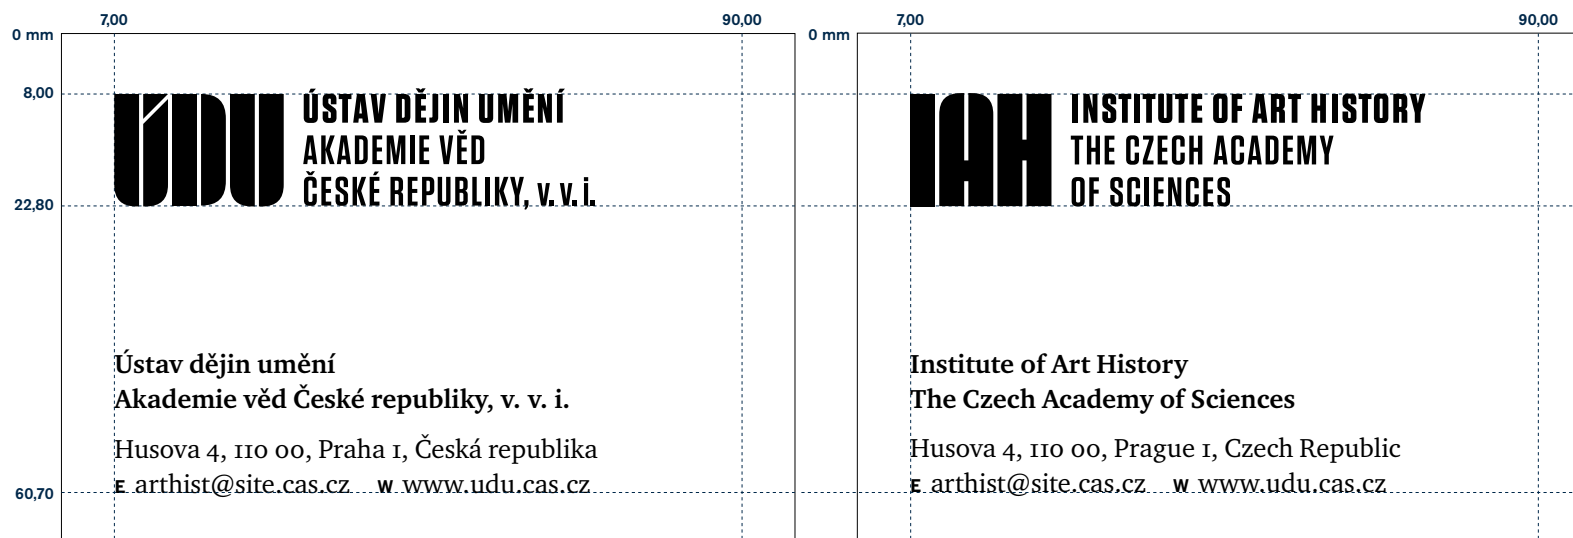 7,00
90,00
0 mm
8,00
ÚDU
ÚSTAV DĚJIN UMĚNÍ
AKADEMIE VĚD
ČESKÉ REPUBLIKY, v. v. i.
22,80
Ústav dějin umění
Akademie věd České republiky, v. v. i.
Husova 4, 110 00, Praha 1, Česká republika
E arthist@site.cas.cz W www.udu.cas.cz
60,70
7,00
90,00
0 mm
IAH
INSTITUTE OF ART HISTORY
THE CZECH ACADEMY
OF SCIENCES
Institute of Art History
The Czech Academy of Sciences
Husova 4, 110 00, Prague 1, Czech Republic
E arthist@site.cas.cz W www.udu.cas.cz